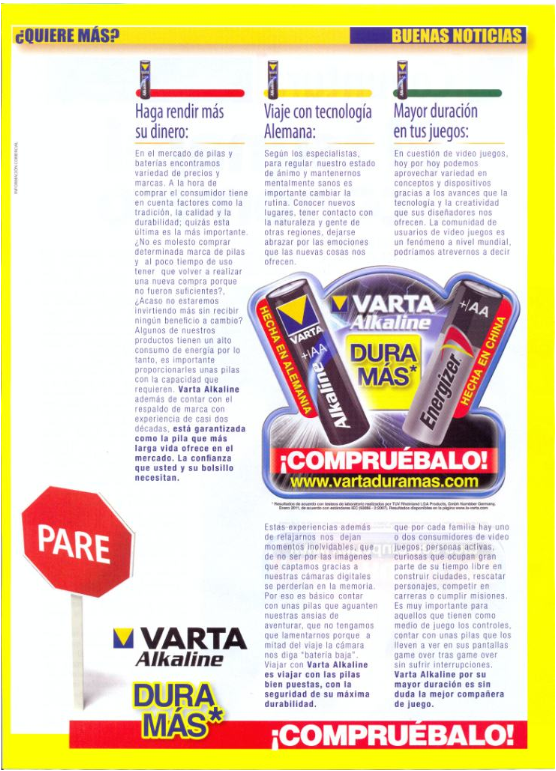 ¿QUIERE MÁS?
BUENAS NOTICIAS
Haga rendir más
su dinero:
En el mercado de pilas y
baterías encontramos
variedad de precios y
marcas. A la hora de
comprar el consumidor tiene
en cuenta factores como la
tradición, la calidad y la
durabilidad; quizás esta
última es la más importante.
¿No es molesto comprar
determinada marca de pilas
y al poco tiempo de uso
tener que volver a realizar
una nueva compra porque
no fueron suficientes?,
¿Acaso no estaremos
invirtiendo más sin recibir
ningún beneficio a cambio?
Algunos de nuestros
productos tienen un alto
consumo de energía por lo
tanto, es importante
proporcionarles unas pilas
con la capacidad que
requieren. Varta Alkaline
además de contar con el
respaldo de marca con
experiencia de casi dos
décadas, está garantizada
como la pila que más
larga vida ofrece en el
mercado. La confianza
que usted y su bolsillo
necesitan.
Viaje con tecnología
Alemana:
Según los especialistas,
para regular nuestro estado
de ánimo y mantenernos
mentalmente sanos es
importante cambiar la
rutina. Conocer nuevos
lugares, tener contacto con
la naturaleza y gente de
otras regiones, dejarse
abrazar por las emociones
que las nuevas cosas nos
ofrecen.
Estas experiencias además
de relajarnos nos dejan
momentos inolvidables, que
de no ser por las imágenes
que captamos gracias a
nuestras cámaras digitales
se perderían en la memoria.
Por eso es básico contar
con unas pilas que aguanten
nuestras ansias de
aventurar, que no tengamos
que lamentarnos porque a
mitad del viaje la cámara
nos diga "batería baja".
Viajar con Varta Alkaline
es viajar con las pilas
bien puestas, con la
seguridad de su máxima
durabilidad.
Mayor duración
en tus juegos:
En cuestión de video juegos,
hoy por hoy podemos
aprovechar variedad en
conceptos y dispositivos
gracias a los avances que la
tecnología y la creatividad
que sus diseñadores nos
ofrecen. La comunidad de
usuarios de video juegos es
un fenómeno a nivel mundial,
podríamos atrevernos a decir
que por cada familia hay uno
o dos consumidores de video
juegos; personas activas,
curiosas que ocupan gran
parte de su tiempo libre en
construir ciudades, rescatar
personajes, competir en
carreras o cumplir misiones.
Es muy importante para
aquellos que tienen como
medio de juego los controles,
contar con unas pilas que los
lleven a ver en sus pantallas
game over tras game over
sin sufrir interrupciones.
Varta Alkaline por su
mayor duración es sin
duda la mejor compañera
de juego.
HECHA EN ALEMANIA
VARTA
+/AA
Alkaline
VARTA
Alkaline
DURA
MÁS*
+/AA
Energizer
HECHA EN CHINA
¡COMPRUÉBALO!
www.vartaduramas.com
PARE
VARTA
Alkaline
DURA
MÁS*
¡COMPRUÉBALO!